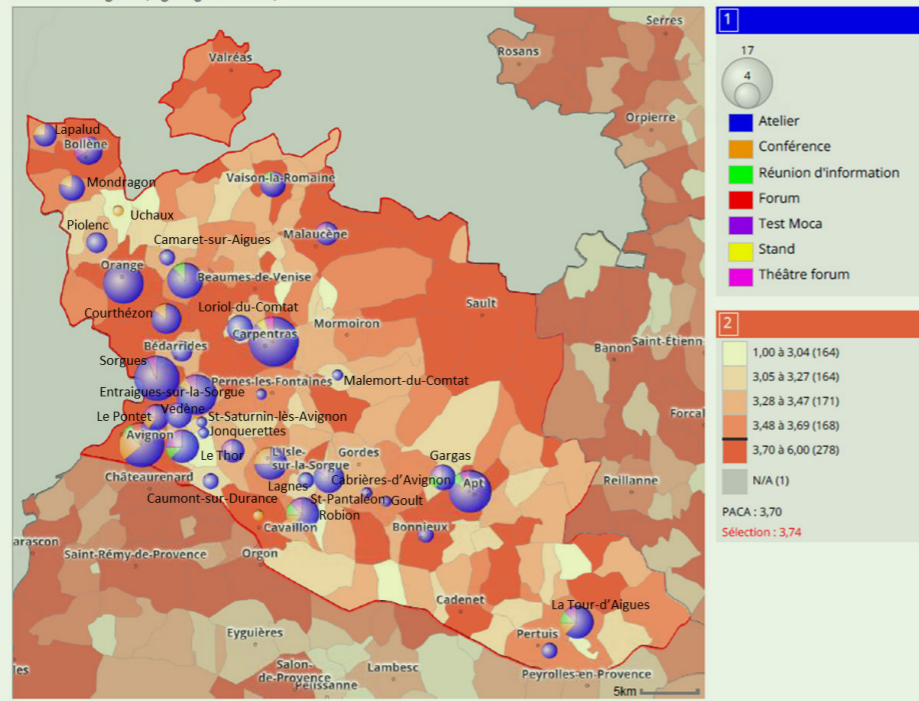 Serres
Rosans
Valréas
Orpierre
Lapalud
Bollène
Mondragon
Vaison-la-Romaine
Uchaux
Piolenc
Malaucène
Camaret-sur-Aigues
Orange
Beaumes-de-Venise
Sault
Courthézon
Loriol-du-Comtat
Mormoiron
Carpentras
Saint-Étienn
Bédarrides
Banon
Sorgues
Pernes-les-Fontaines
Malemort-du-Comtat
Entraigues-sur-la-Sorgue
Vedène
Le Pontet
St-Saturnin-lès-Avignon
Forcal
Avignon
Jonquerettes
Le Thor
L'Isle-
sur-la-Sorgue
Gordes
Gargas
Châteaurenard
Lagnes
Cabrières-d'Avignon
Apt
Reillanne
Caumont-sur-Durance
St-Pantaléon
Goult
Robion
Cavaillon
Bonnieux
arascon
Saint-Rémy-de-Provence
Orgon
Cadenet
La Tour-d'Aigues
Eyguières
Pertuis
les
Salon-
de-Provence
Lambesc
Pélissanne
Peyrolles-en-Provence
5km
1
17
4
Atelier
Conférence
Réunion d'information
Forum
Test Moca
Stand
Théâtre forum
2
1,00 à 3,04 (164)
3,05 à 3,27 (164)
3,28 à 3,47 (171)
3,48 à 3,69 (168)
3,70 à 6,00 (278)
N/A (1)
PACA : 3,70
Sélection : 3,74